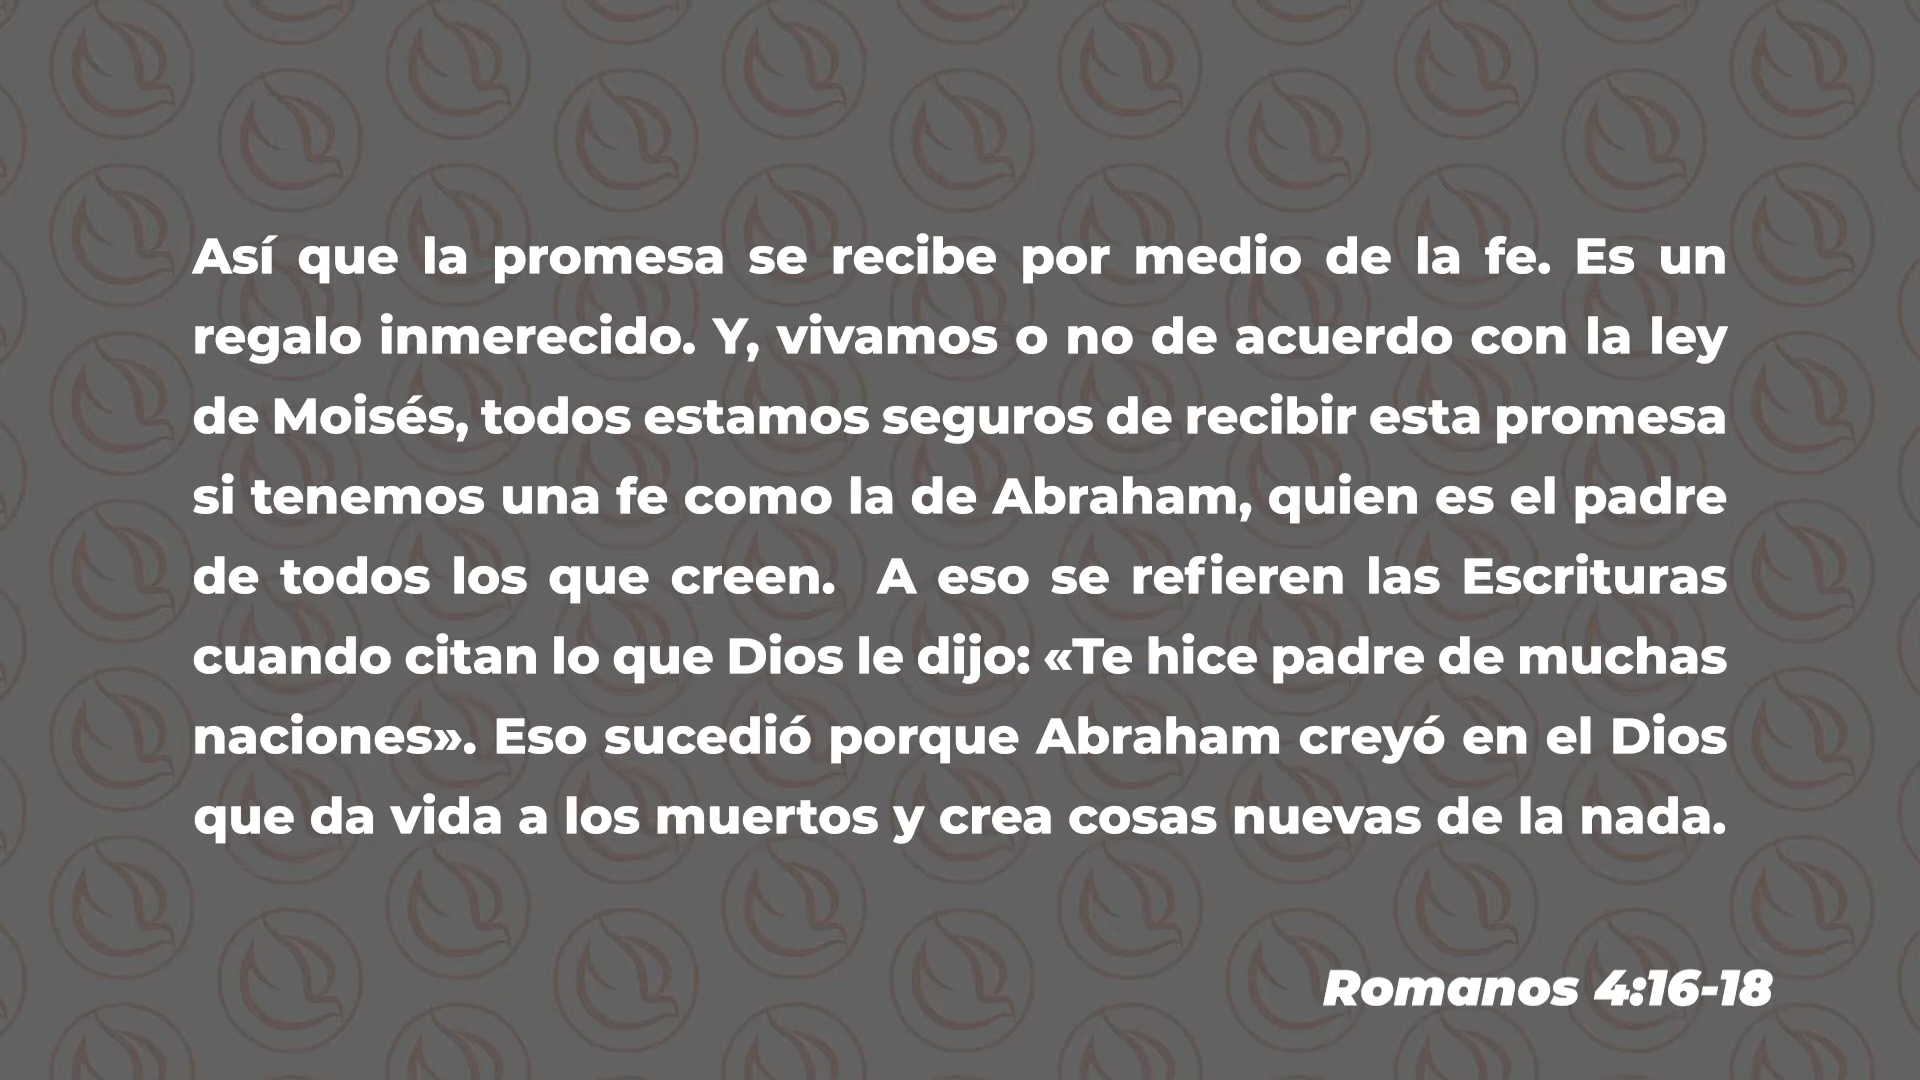 Así que la promesa se recibe por medio de la fe. Es un
regalo inmerecido. Y, vivamos o no de acuerdo con la ley
de Moisés, todos estamos seguros de recibir esta promesa
si tenemos una fe como la de Abraham, quien es el padre
de todos los que creen.  A eso se refieren las Escrituras
cuando citan lo que Dios le dijo: «Te hice padre de muchas
naciones». Eso sucedió porque Abraham creyó en el Dios
que da vida a los muertos y crea cosas nuevas de la nada.
Romanos 4:16-18